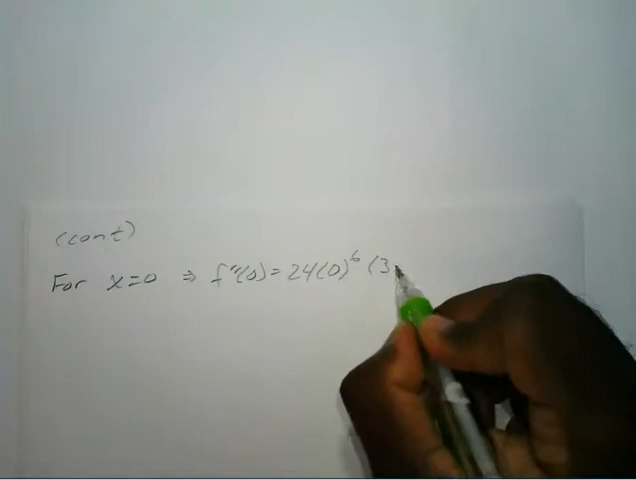 (cont)
For x=0 ⇒ f"(0)=24(0)⁶ (3